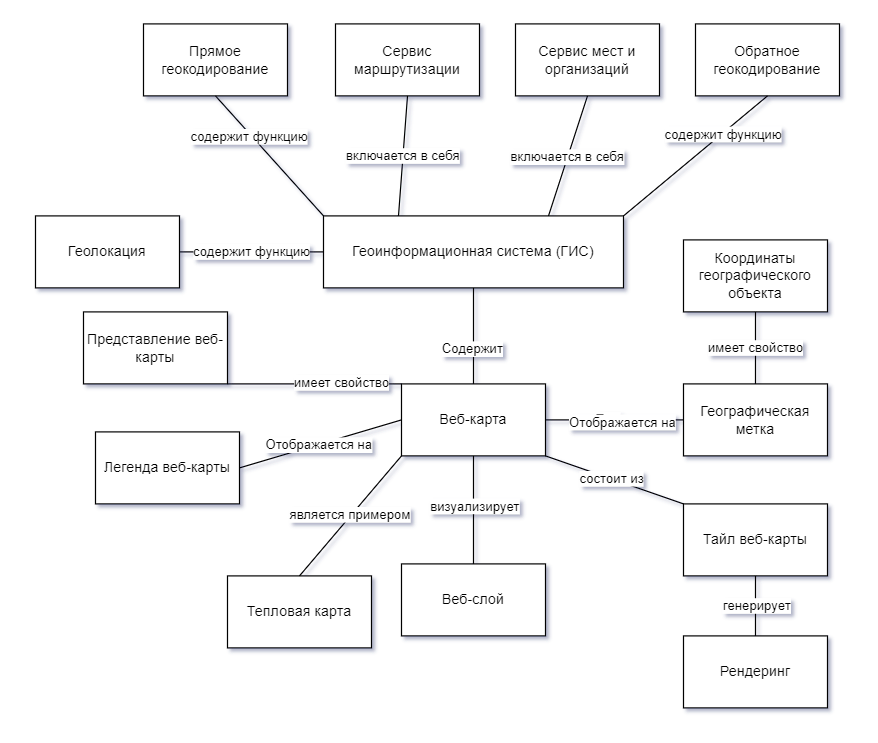 Прямое
геокодирование
Сервис
маршрутизации
Сервис мест и
организаций
Обратное
геокодирование
содержит функцию
включается в себя
включается в себя
содержит функцию
Геолокация
содержит функцию
Геоинформационная система (ГИС)
Координаты
географического
объекта
Представление веб-
карты
Содержит
имеет свойство
имеет свойство
Веб-карта
Отображается на
Географическая
метка
Легенда веб-карты
Отображается на
состоит из
является примером
визуализирует
Тайл веб-карты
Тепловая карта
Веб-слой
генерирует
Рендеринг